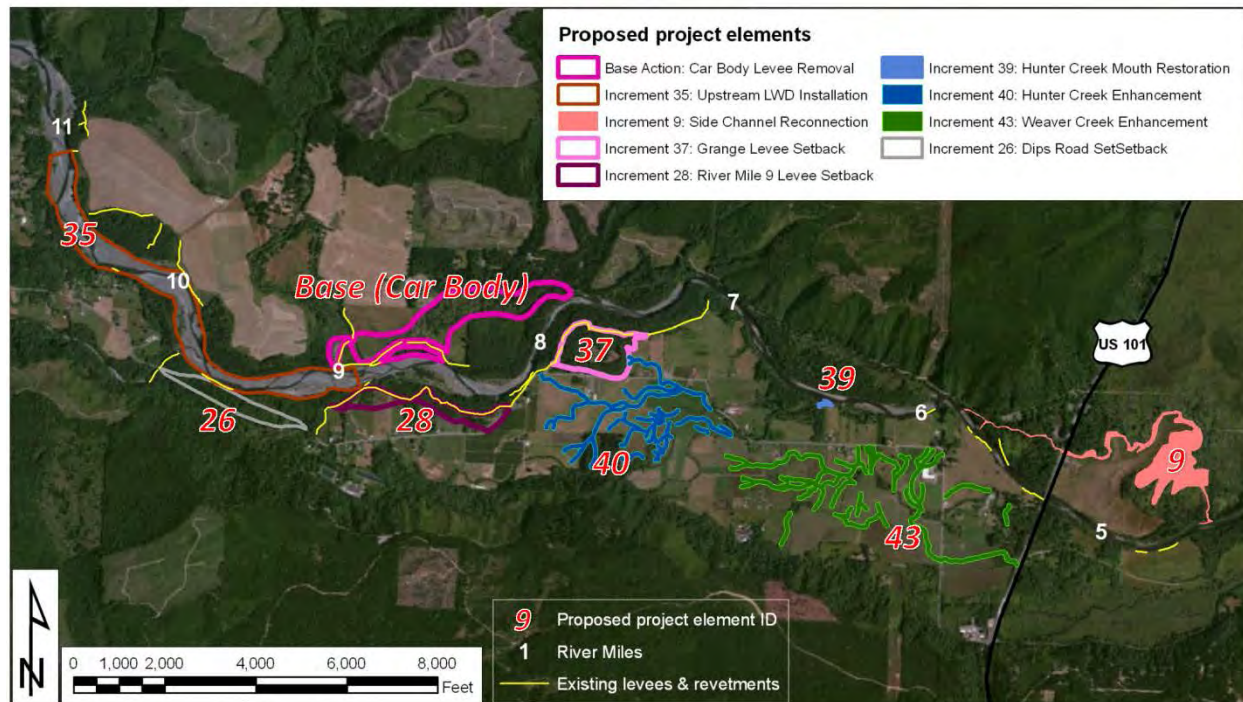 Proposed project elements
Base Action: Car Body Levee Removal
Increment 35: Upstream LWD Installation
Increment 9: Side Channel Reconnection
Increment 37: Grange Levee Setback
Increment 28: River Mile 9 Levee Setback
Increment 39: Hunter Creek Mouth Restoration
Increment 40: Hunter Creek Enhancement
Increment 43: Weaver Creek Enhancement
Increment 26: Dips Road SetSetback
11
35
10
Base (Car Body)
9
8
7
37
US 101
26
28
39
6
40
9
43
5
N
0 1,000 2,000 4,000 6,000 8,000
Feet
9 Proposed project element ID
1 River Miles
Existing levees & revetments